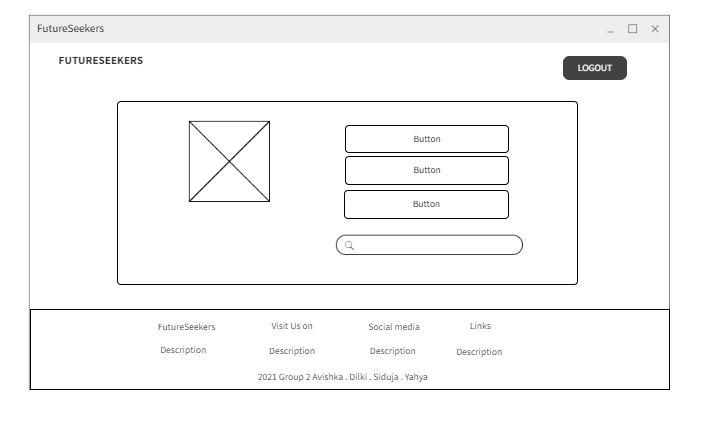 FutureSeekers
FUTURESEEKERS
LOGOUT
Button
Button
Button
FutureSeekers Visit Us on Social media Links
Description Description Description Description
2021 Group 2 Avishka . Dilki . Siduja . Yahya